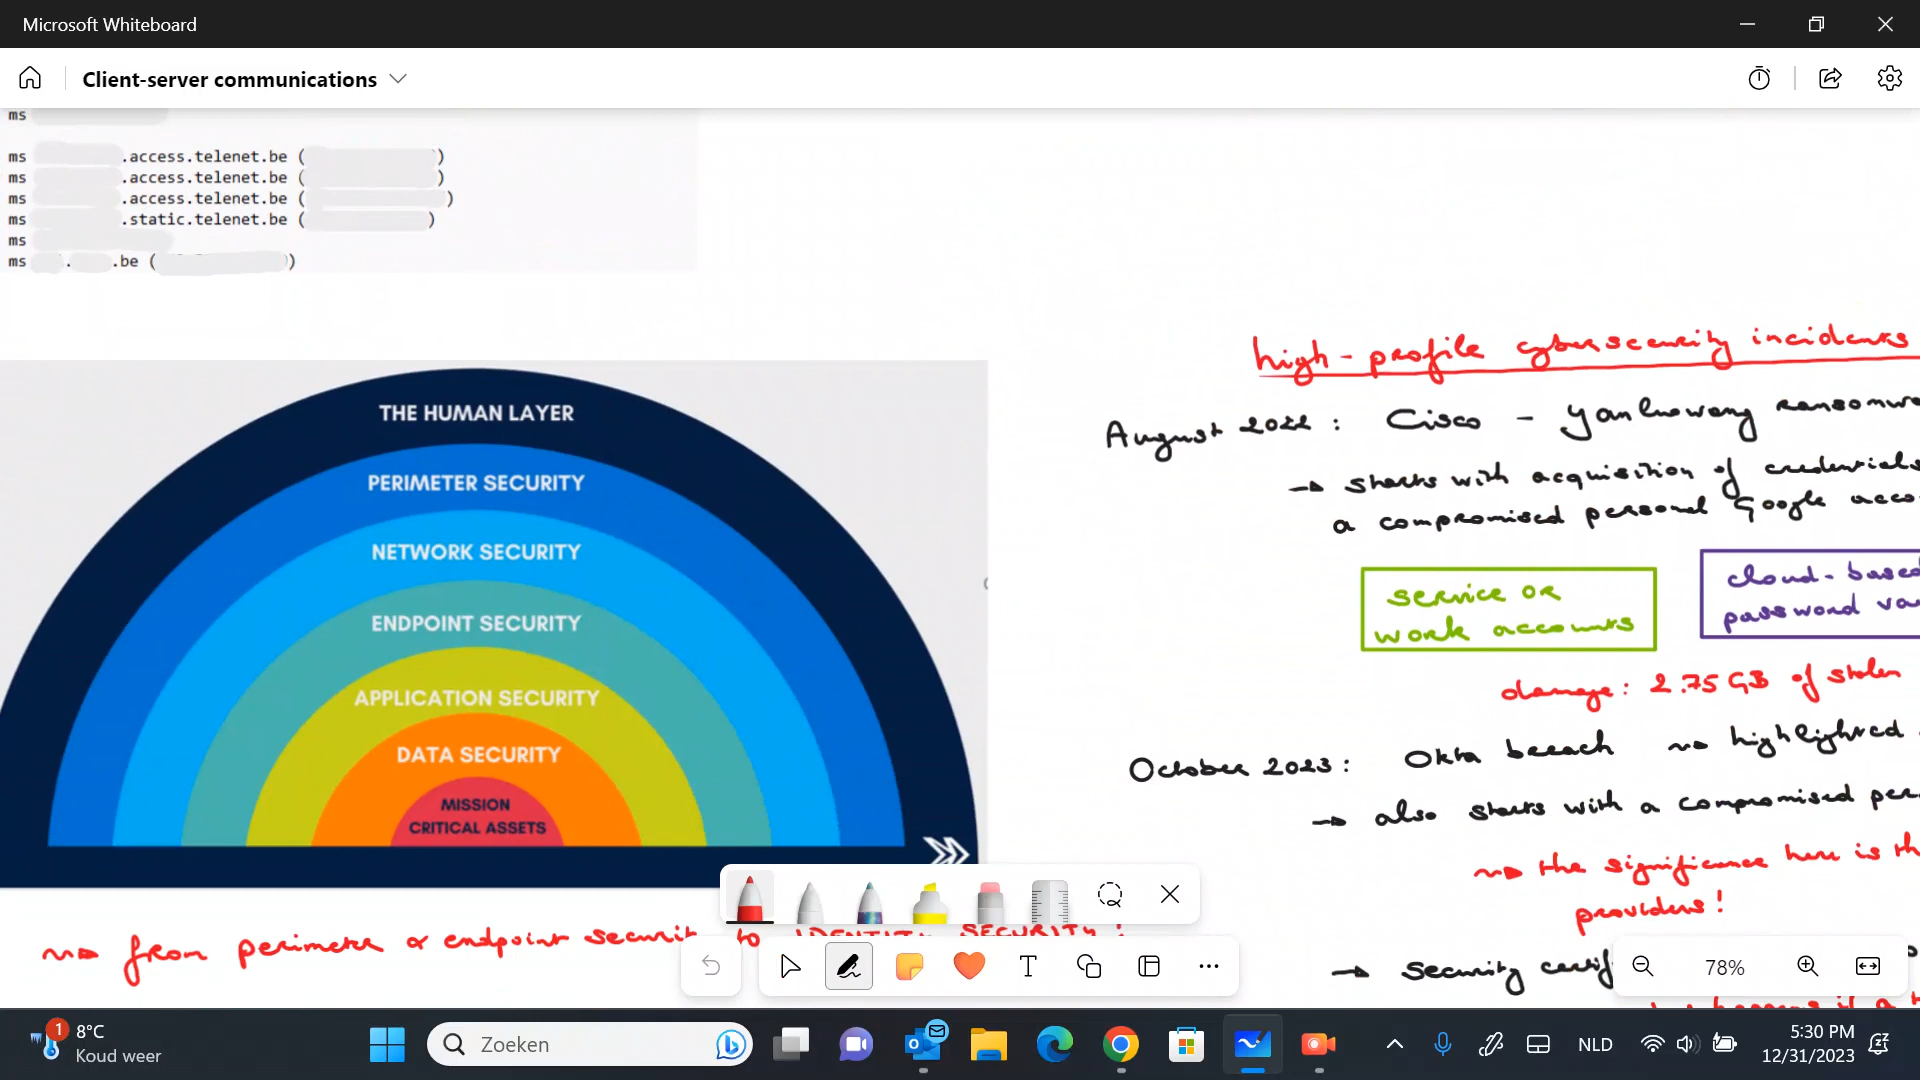 Microsoft Whiteboard
Client-server communications
ms
ms .access.telenet.be ( )
ms .access.telenet.be ( )
ms .access.telenet.be ( )
ms .static.telenet.be ( )
ms
ms . .be ( )
THE HUMAN LAYER
PERIMETER SECURITY
NETWORK SECURITY
ENDPOINT SECURITY
APPLICATION SECURITY
DATA SECURITY
MISSION
CRITICAL ASSETS
~> from perimeter & endpoint security to IDENTITY SECURITY!
high-profile cybersecurity incidents
August 2022 : Cisco - Yanluowang ransomwa
→ starts with acquisition of credentials
a compromised personal Google acco
service or
work accounts
cloud-based
password va
damage: 2.75 GB of stolen
October 2023 : Okta breach ~> highlighted
→ also starts with a compromised per
~> the significance here is th
providers!
→ security certif
78%
1
8°C
Koud weer
Zoeken
NLD
5:30 PM
12/31/2023